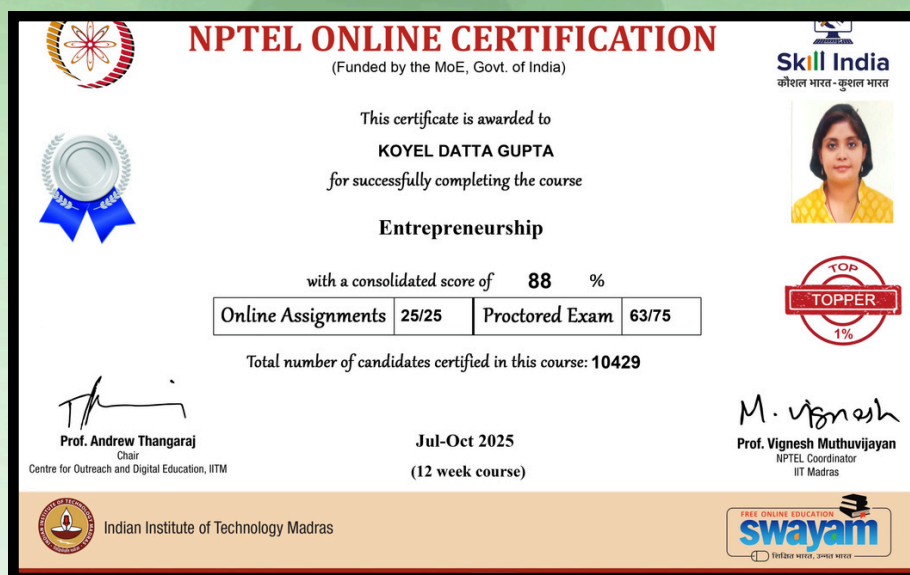 NPTEL ONLINE CERTIFICATION
(Funded by the MoE, Govt. of India)
Skill India
कौशल भारत - कुशल भारत
This certificate is awarded to
KOYEL DATTA GUPTA
for successfully completing the course
Entrepreneurship
with a consolidated score of 88 %
Online Assignments 25/25 Proctored Exam 63/75
TOP
TOPPER
1%
Total number of candidates certified in this course: 10429
M. Vignesh
Prof. Andrew Thangaraj
Chair
Centre for Outreach and Digital Education, IITM
Jul-Oct 2025
(12 week course)
Prof. Vignesh Muthuvijayan
NPTEL Coordinator
IIT Madras
Indian Institute of Technology Madras
FREE ONLINE EDUCATION
swayam
शिक्षित भारत, उन्नत भारत